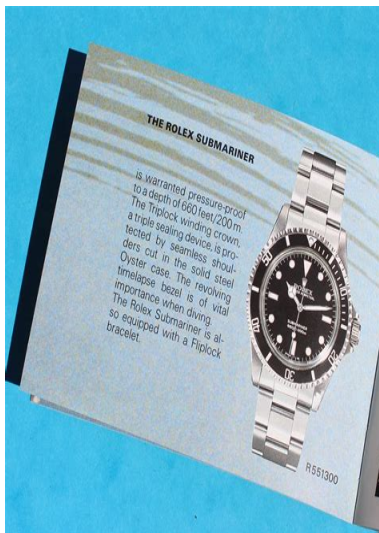 THE ROLEX SUBMARINER
is warranted pressure-proof
to a depth of 660 feet/200 m.
The Triplock winding crown,
a triple sealing device, is pro-
tected by seamless shoul-
ders cut in the solid steel
Oyster case. The revolving
timelapse bezel is of vital
importance when diving.
The Rolex Submariner is al-
so equipped with a Fliplock
bracelet.
ROLEX
R551300